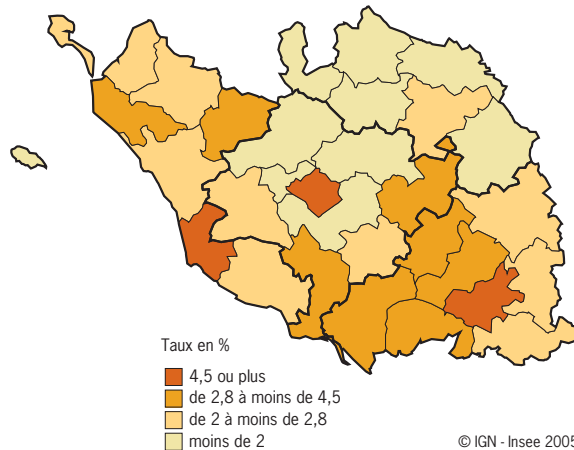 Taux en %
4,5 ou plus
de 2,8 à moins de 4,5
de 2 à moins de 2,8
moins de 2
© IGN - Insee 2005